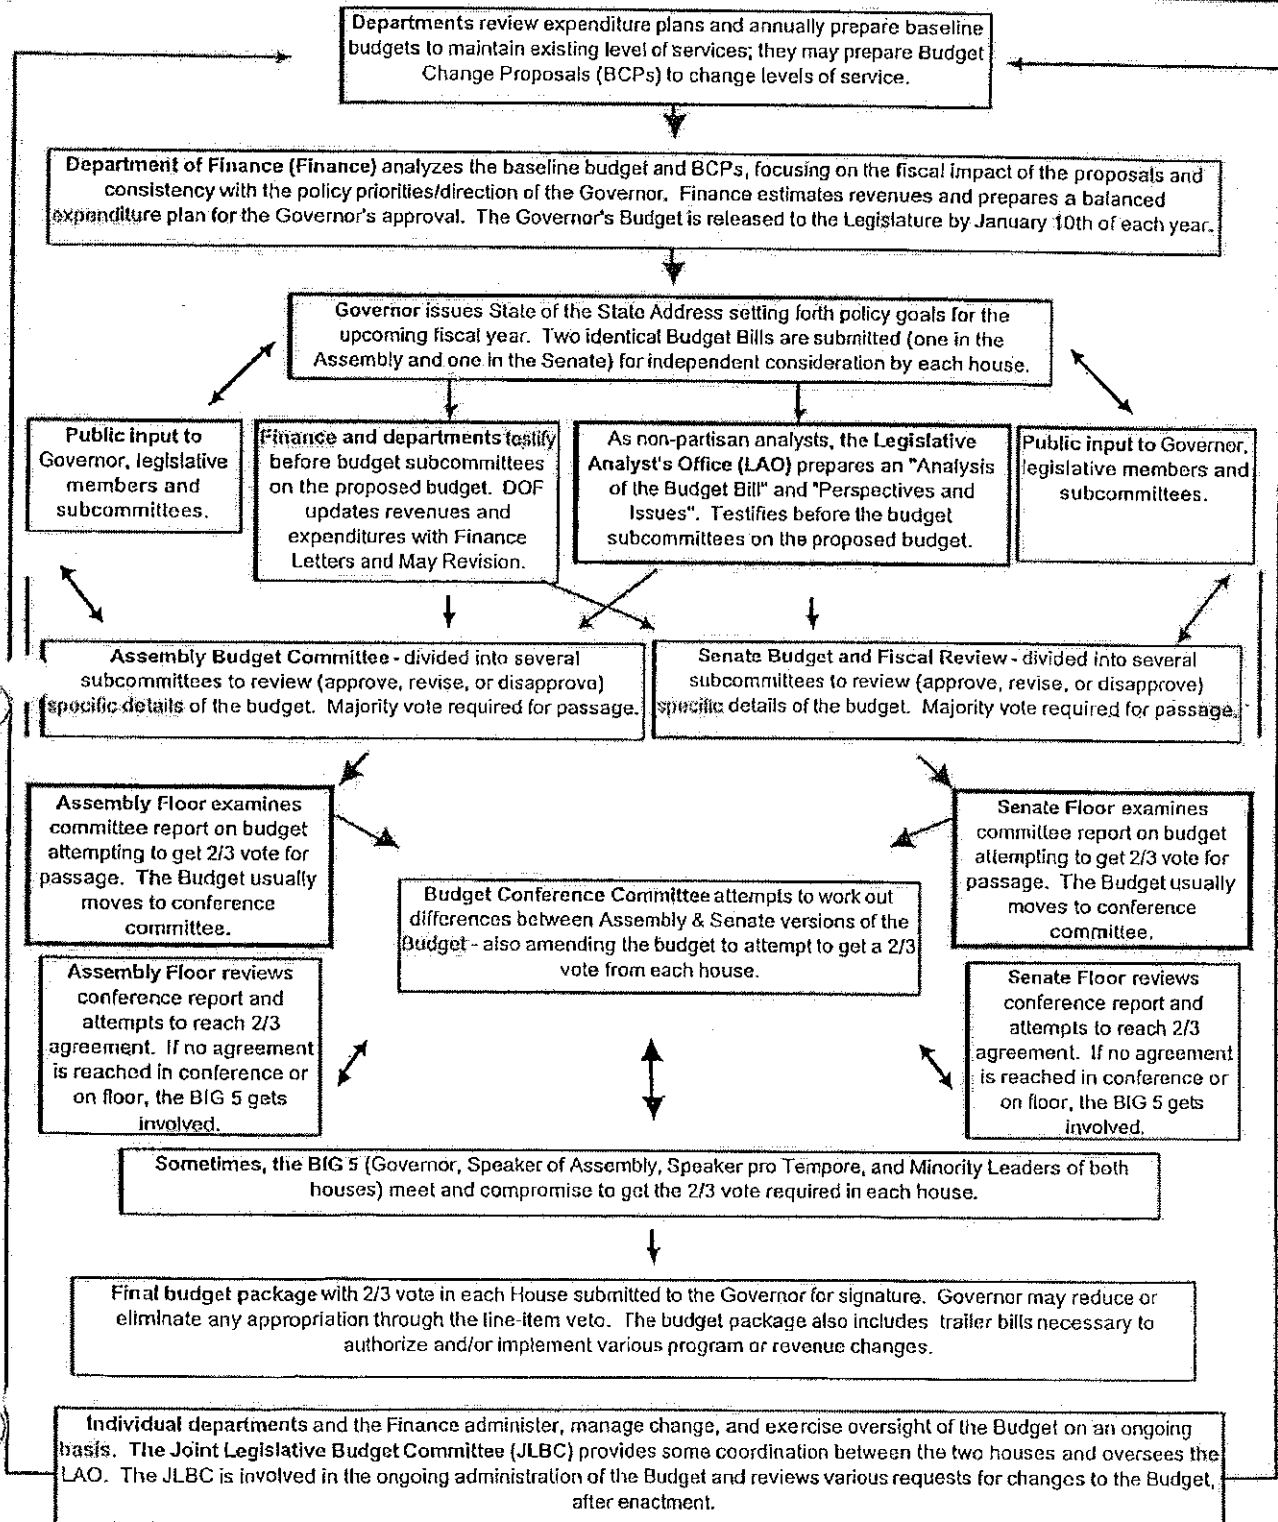 Departments review expenditure plans and annually prepare baseline
budgets to maintain existing level of services; they may prepare Budget
Change Proposals (BCPs) to change levels of service.
Department of Finance (Finance) analyzes the baseline budget and BCPs, focusing on the fiscal impact of the proposals and
consistency with the policy priorities/direction of the Governor. Finance estimates revenues and prepares a balanced
expenditure plan for the Governor's approval. The Governor's Budget is released to the Legislature by January 10th of each year.
Governor issues State of the State Address setting forth policy goals for the
upcoming fiscal year. Two identical Budget Bills are submitted (one in the
Assembly and one in the Senate) for independent consideration by each house.
Public input to
Governor, legislative
members and
subcommittees.
Finance and departments testify
before budget subcommittees
on the proposed budget. DOF
updates revenues and
expenditures with Finance
Letters and May Revision.
As non-partisan analysts, the Legislative
Analyst's Office (LAO) prepares an "Analysis
of the Budget Bill" and "Perspectives and
Issues". Testifies before the budget
subcommittees on the proposed budget.
Public input to Governor,
legislative members and
subcommittees.
Assembly Budget Committee - divided into several
subcommittees to review (approve, revise, or disapprove)
specific details of the budget. Majority vote required for passage.
Senate Budget and Fiscal Review - divided into several
subcommittees to review (approve, revise, or disapprove)
specific details of the budget. Majority vote required for passage.
Assembly Floor examines
committee report on budget
attempting to get 2/3 vote for
passage. The Budget usually
moves to conference
committee.
Senate Floor examines
committee report on budget
attempting to get 2/3 vote for
passage. The Budget usually
moves to conference
committee.
Budget Conference Committee attempts to work out
differences between Assembly & Senate versions of the
Budget - also amending the budget to attempt to get a 2/3
vote from each house.
Assembly Floor reviews
conference report and
attempts to reach 2/3
agreement. If no agreement
is reached in conference or
on floor, the BIG 5 gets
involved.
Senate Floor reviews
conference report and
attempts to reach 2/3
agreement. If no agreement
is reached in conference or
on floor, the BIG 5 gets
involved.
Sometimes, the BIG 5 (Governor, Speaker of Assembly, Speaker pro Tempore, and Minority Leaders of both
houses) meet and compromise to get the 2/3 vote required in each house.
Final budget package with 2/3 vote in each House submitted to the Governor for signature. Governor may reduce or
eliminate any appropriation through the line-item veto. The budget package also includes trailer bills necessary to
authorize and/or implement various program or revenue changes.
Individual departments and the Finance administer, manage change, and exercise oversight of the Budget on an ongoing
basis. The Joint Legislative Budget Committee (JLBC) provides some coordination between the two houses and oversees the
LAO. The JLBC is involved in the ongoing administration of the Budget and reviews various requests for changes to the Budget,
after enactment.